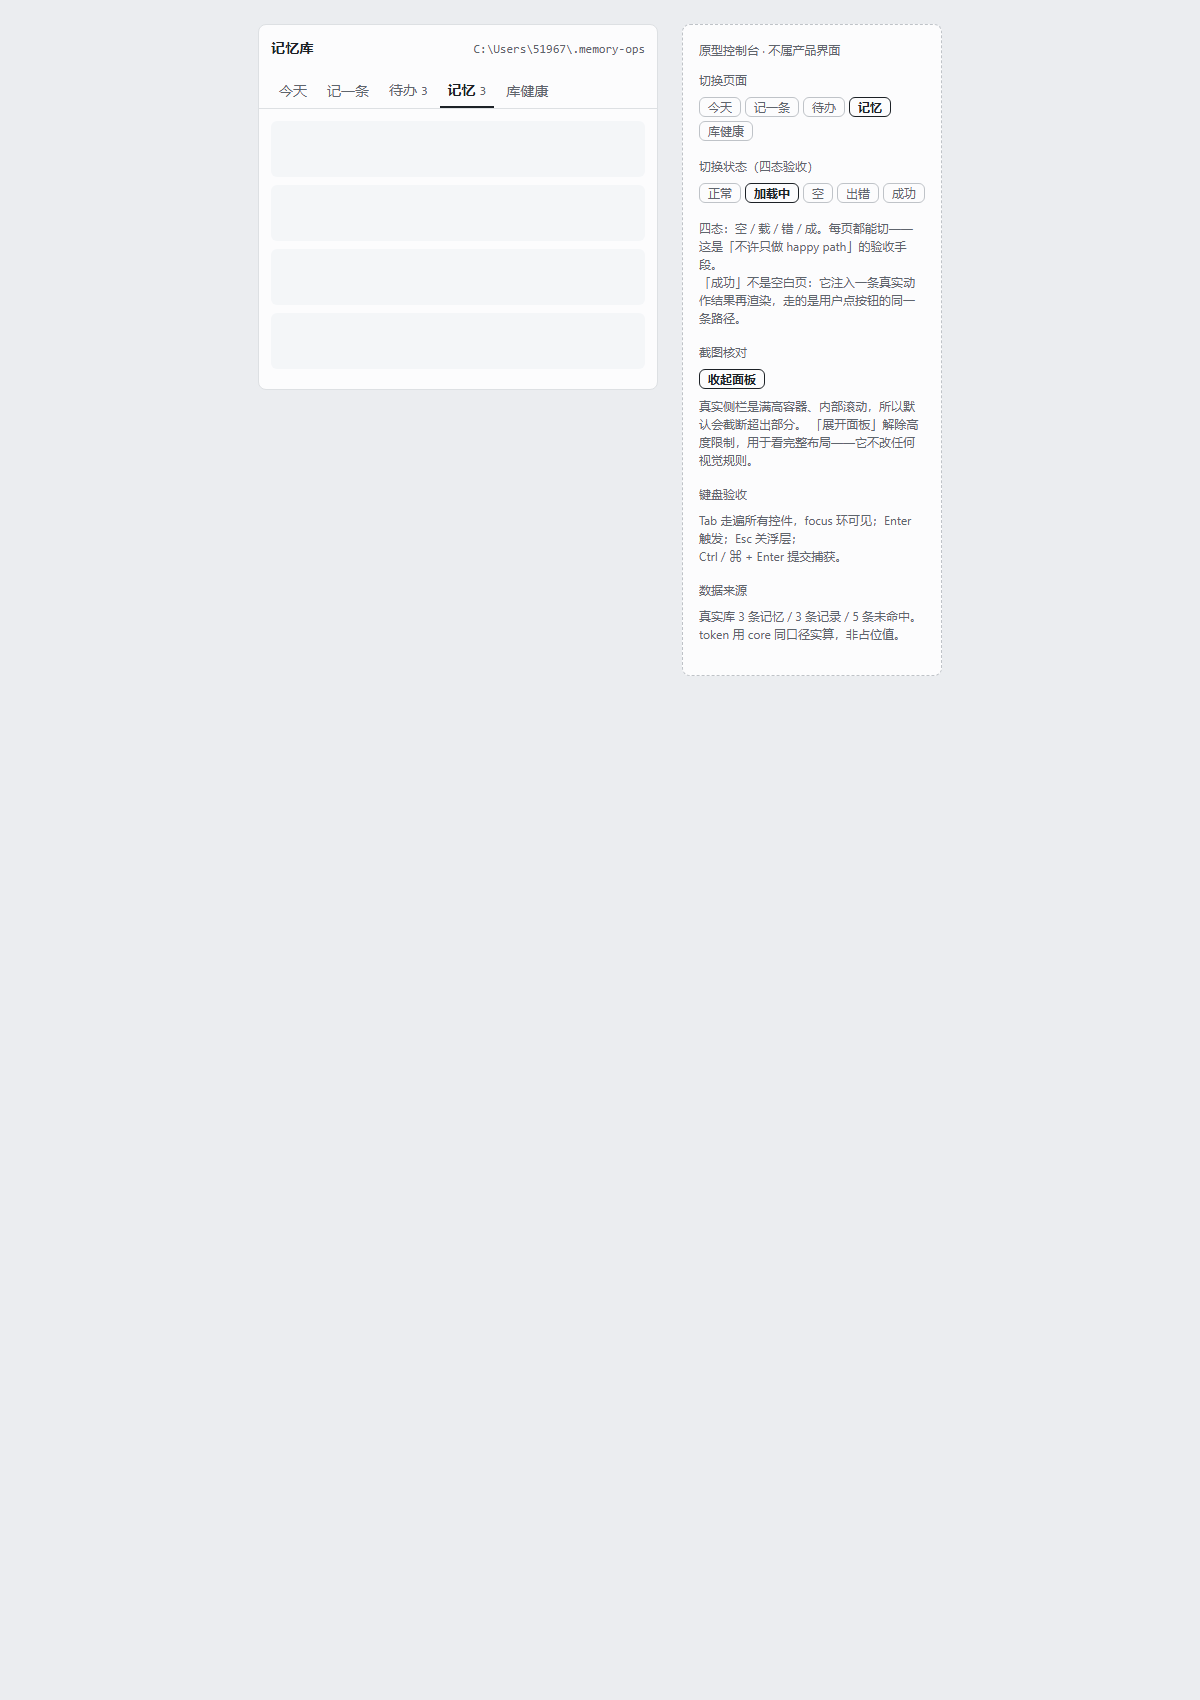 记忆库
C:\Users\51967\.memory-ops
今天 记一条 待办 3 记忆 3 库健康
原型控制台 · 不属产品界面
切换页面
今天 记一条 待办 记忆
库健康
切换状态（四态验收）
正常 加载中 空 出错 成功
四态：空 / 载 / 错 / 成。每页都能切——
这是「不许只做 happy path」的验收手
段。
「成功」不是空白页：它注入一条真实动
作结果再渲染，走的是用户点按钮的同一
条路径。
截图核对
收起面板
真实侧栏是满高容器、内部滚动，所以默
认会截断超出部分。 「展开面板」解除高
度限制，用于看完整布局——它不改任何
视觉规则。
键盘验收
Tab 走遍所有控件，focus 环可见；Enter
触发；Esc 关浮层；
Ctrl / ⌘ + Enter 提交捕获。
数据来源
真实库 3 条记忆 / 3 条记录 / 5 条未命中。
token 用 core 同口径实算，非占位值。